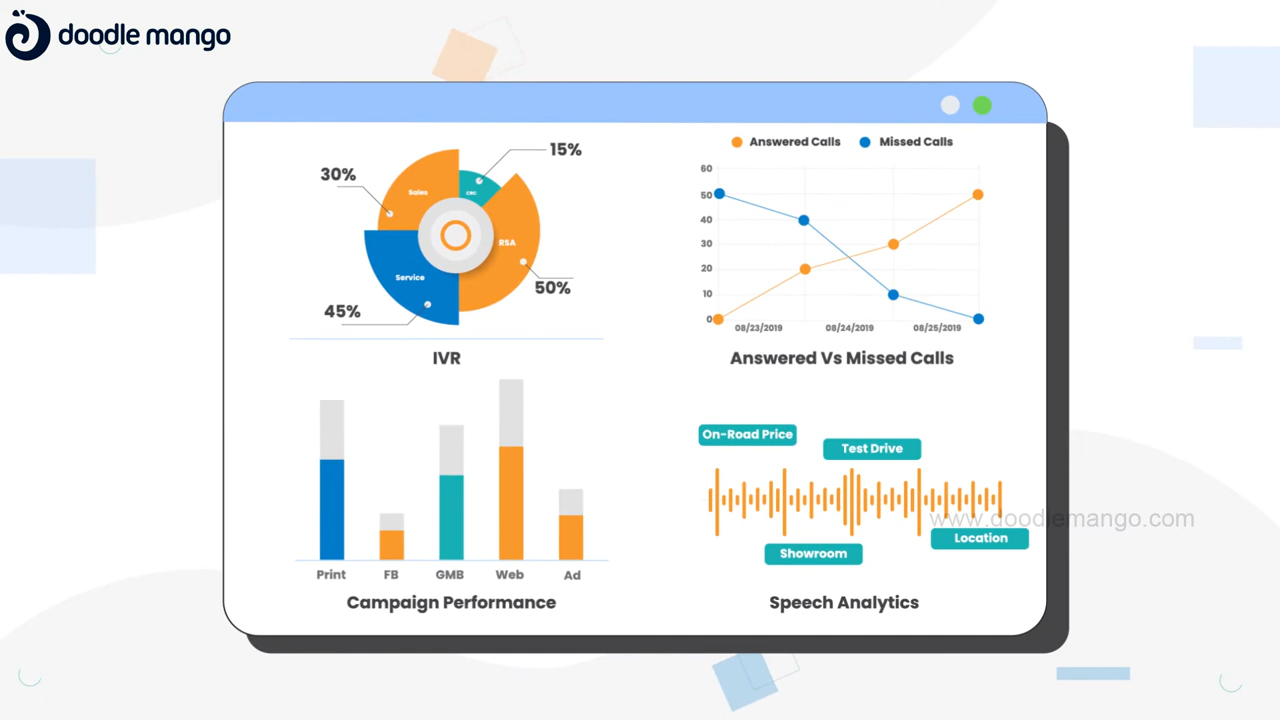 doodle mango
30%
15%
Sales
CRC
RSA
Service
50%
45%
IVR
Answered Calls Missed Calls
60
50
40
30
20
10
0
08/23/2019 08/24/2019 08/25/2019
Answered Vs Missed Calls
Print FB GMB Web Ad
Campaign Performance
On-Road Price
Test Drive
www.doodlemango.com
Location
Showroom
Speech Analytics